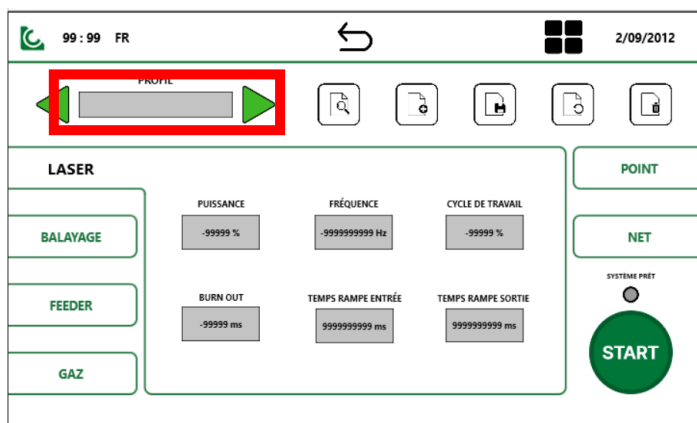 99 : 99 FR
2/09/2012
PROFIL
LASER
POINT
PUISSANCE
FRÉQUENCE
CYCLE DE TRAVAIL
-99999 %
-9999999999 Hz
-99999 %
BALAYAGE
NET
SYSTÈME PRÊT
BURN OUT
TEMPS RAMPE ENTRÉE
TEMPS RAMPE SORTIE
FEEDER
-99999 ms
9999999999 ms
9999999999 ms
START
GAZ